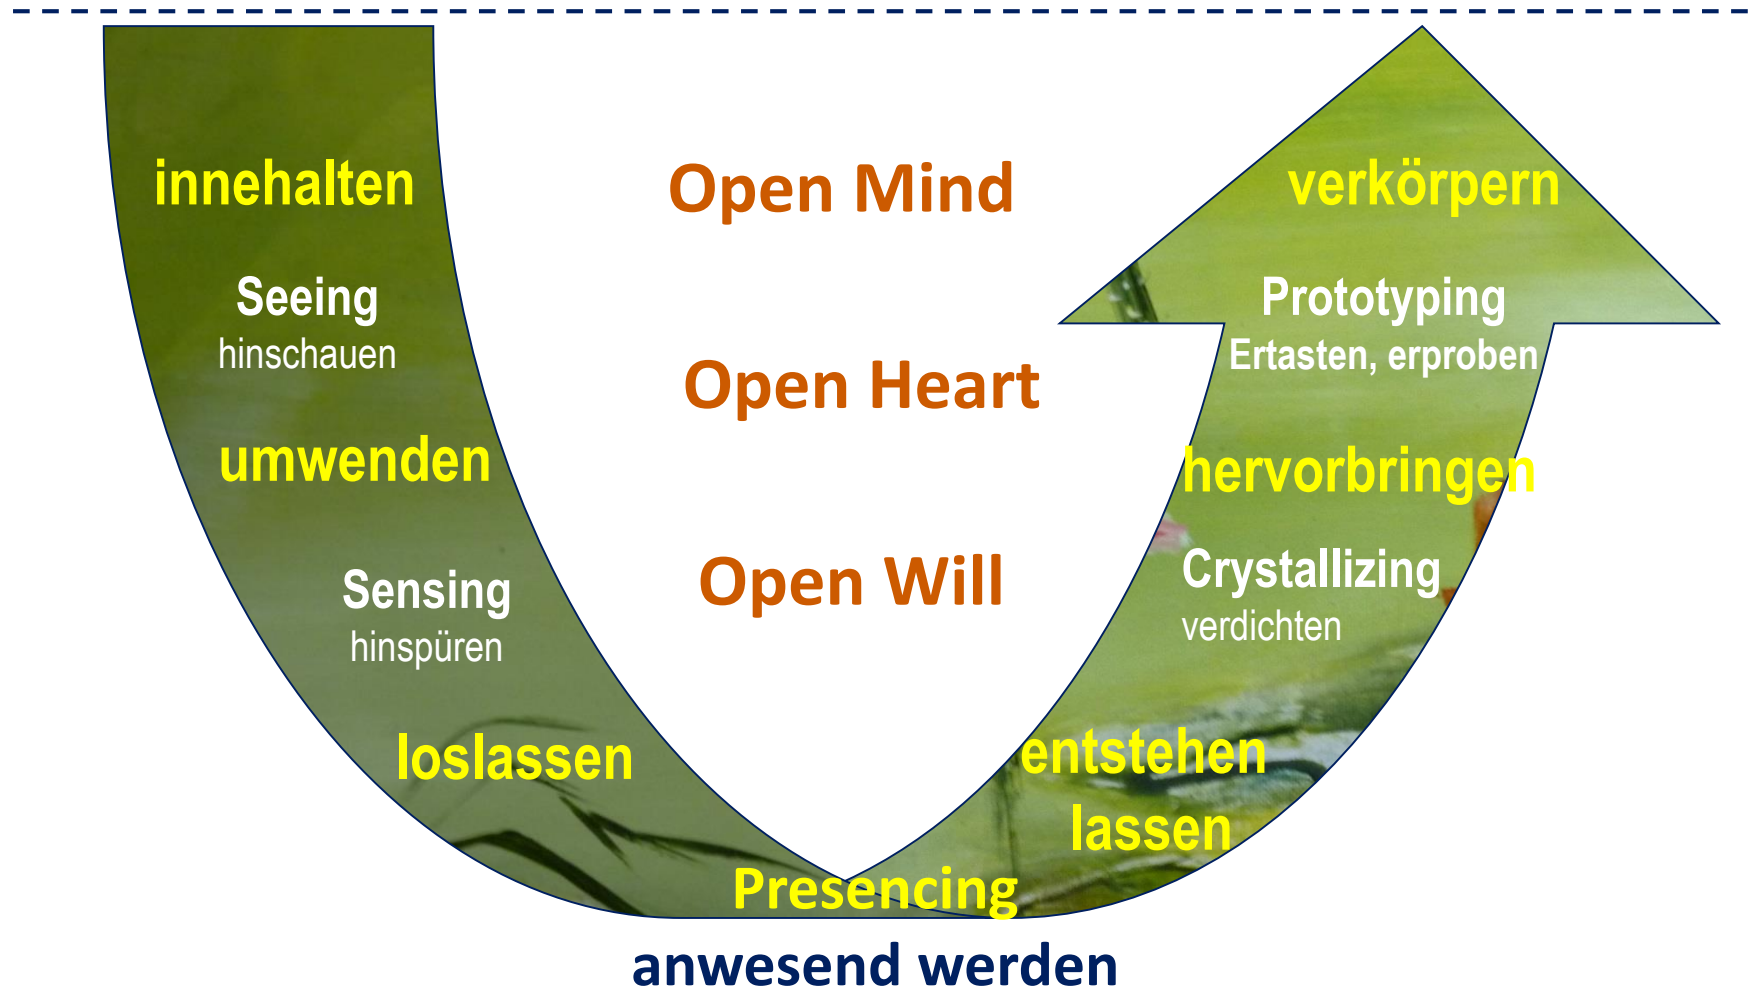 innehalten
Seeing
hinschauen
umwenden
Sensing
hinspüren
loslassen
Open Mind
Open Heart
Open Will
Presencing
anwesend werden
verkörpern
Prototyping
Ertasten, erproben
hervorbringen
Crystallizing
verdichten
entstehen
lassen